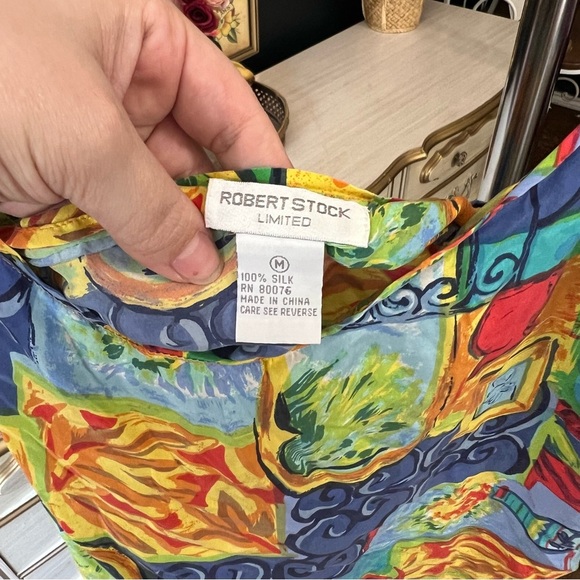 ROBERT STOCK
LIMITED
M
100% SILK
RN 80076
MADE IN CHINA
CARE SEE REVERSE